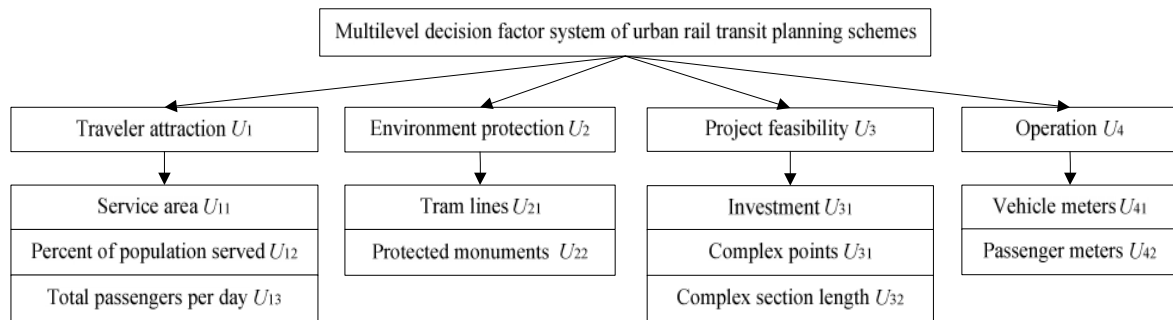 Multilevel decision factor system of urban rail transit planning schemes
Traveler attraction U1
Environment protection U2
Project feasibility U3
Operation U4
Service area U11
Percent of population served U12
Total passengers per day U13
Tram lines U21
Protected monuments U22
Investment U31
Complex points U31
Complex section length U32
Vehicle meters U41
Passenger meters U42